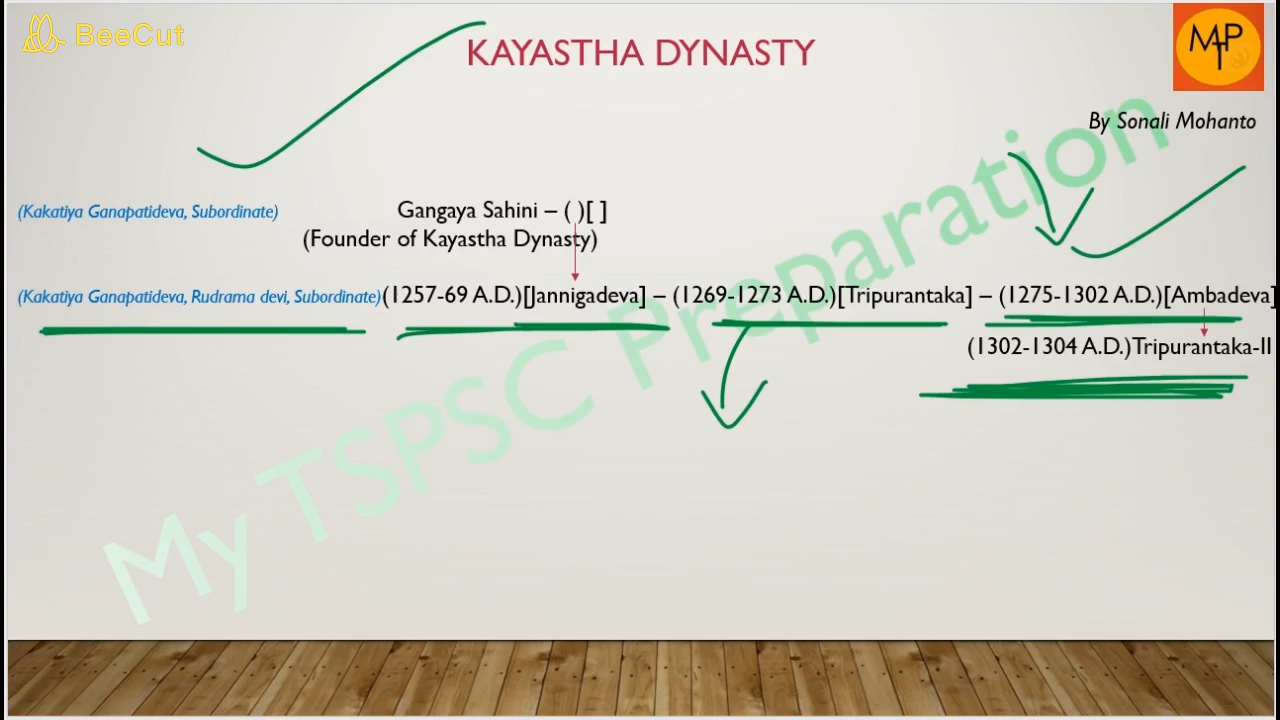 BeeCut
KAYASTHA DYNASTY
MTP
By Sonali Mohanto
(Kakatiya Ganapatideva, Subordinate)
Gangaya Sahini – ( )[ ]
(Founder of Kayastha Dynasty)
(Kakatiya Ganapatideva, Rudrama devi, Subordinate)(1257-69 A.D.)[Jannigadeva] – (1269-1273 A.D.)[Tripurantaka] – (1275-1302 A.D.)[Ambadeva]
(1302-1304 A.D.)Tripurantaka-II
My TSPSC Preparation